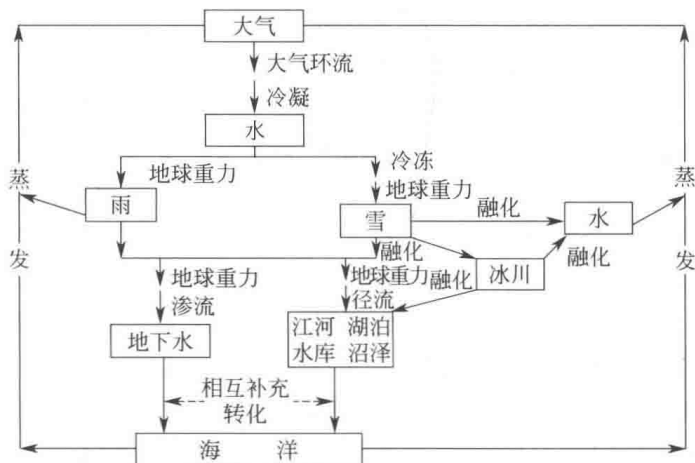 大气
大气环流
冷凝
水
冷冻
地球重力
地球重力
蒸
蒸
雨
雪
融化
水
发
发
融化
冰川
融化
地球重力
地球重力
融化
渗流
径流
地下水
江河 湖泊
水库 沼泽
相互补充
转化
海 洋